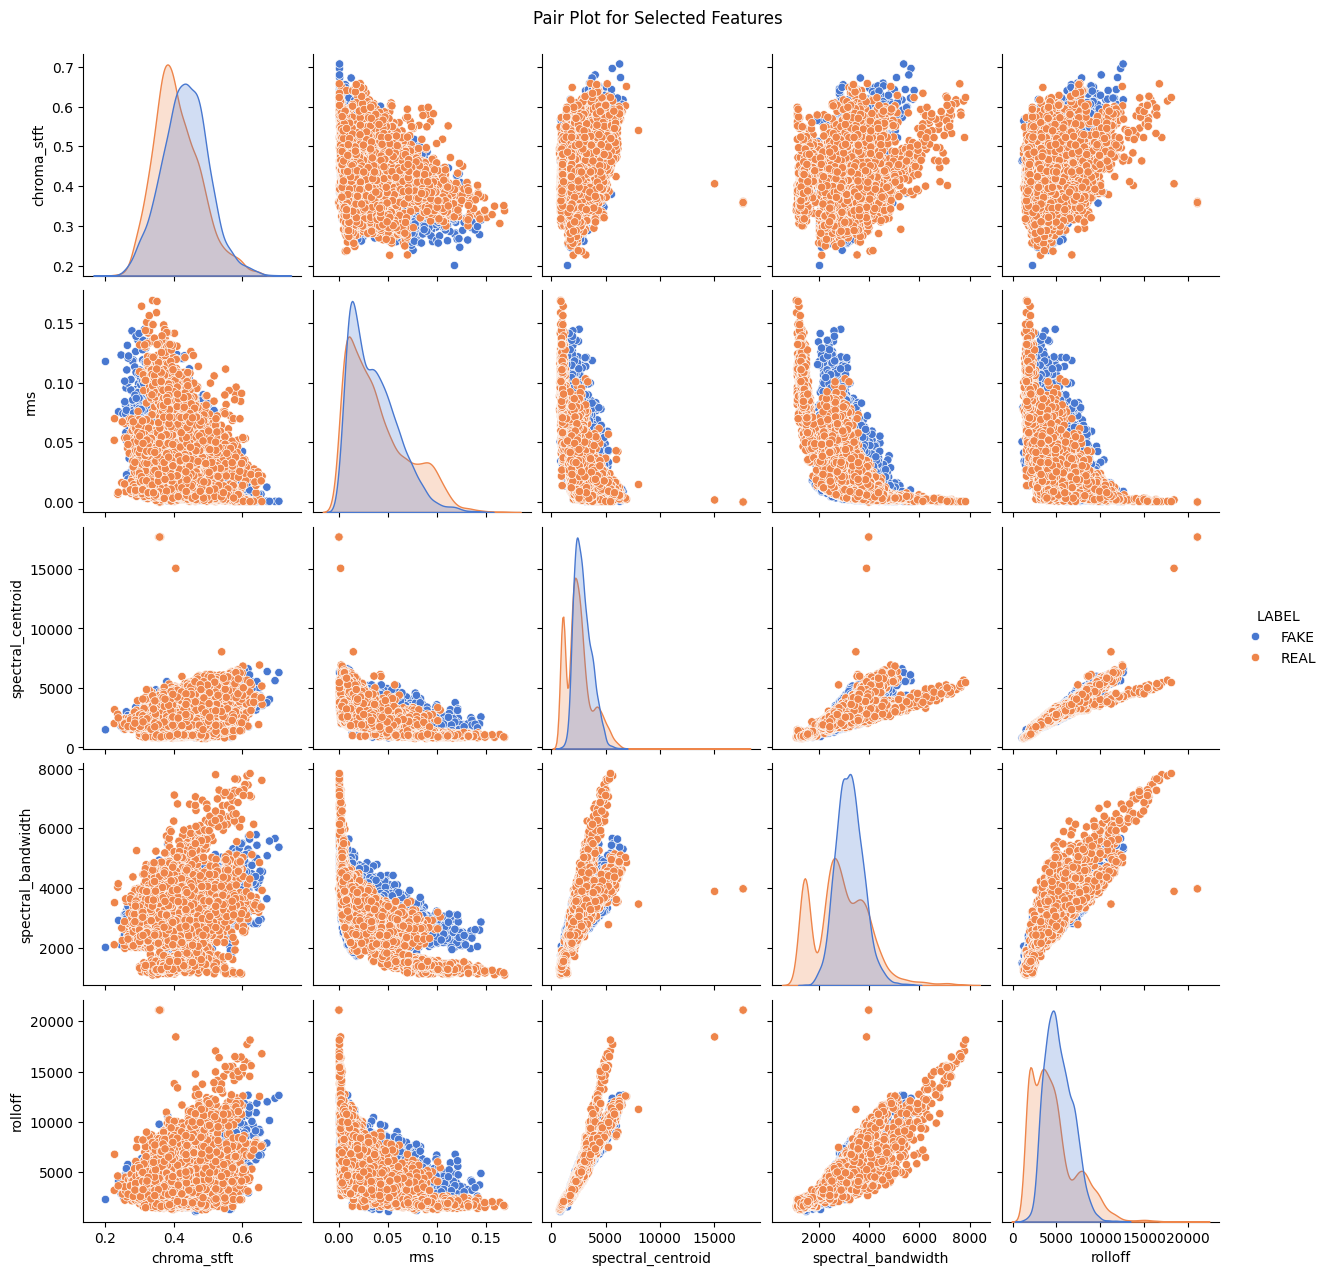 Pair Plot for Selected Features
chroma_stft
0.7
0.6
0.5
0.4
0.3
0.2
rms
0.15
0.10
0.05
0.00
spectral_centroid
15000
10000
5000
0
LABEL
FAKE
REAL
spectral_bandwidth
8000
6000
4000
2000
rolloff
20000
15000
10000
5000
0.2 0.4 0.6 0.00 0.05 0.10 0.15 0 5000 10000 15000 2000 4000 6000 8000 0 5000 10000 15000 20000
chroma_stft rms spectral_centroid spectral_bandwidth rolloff